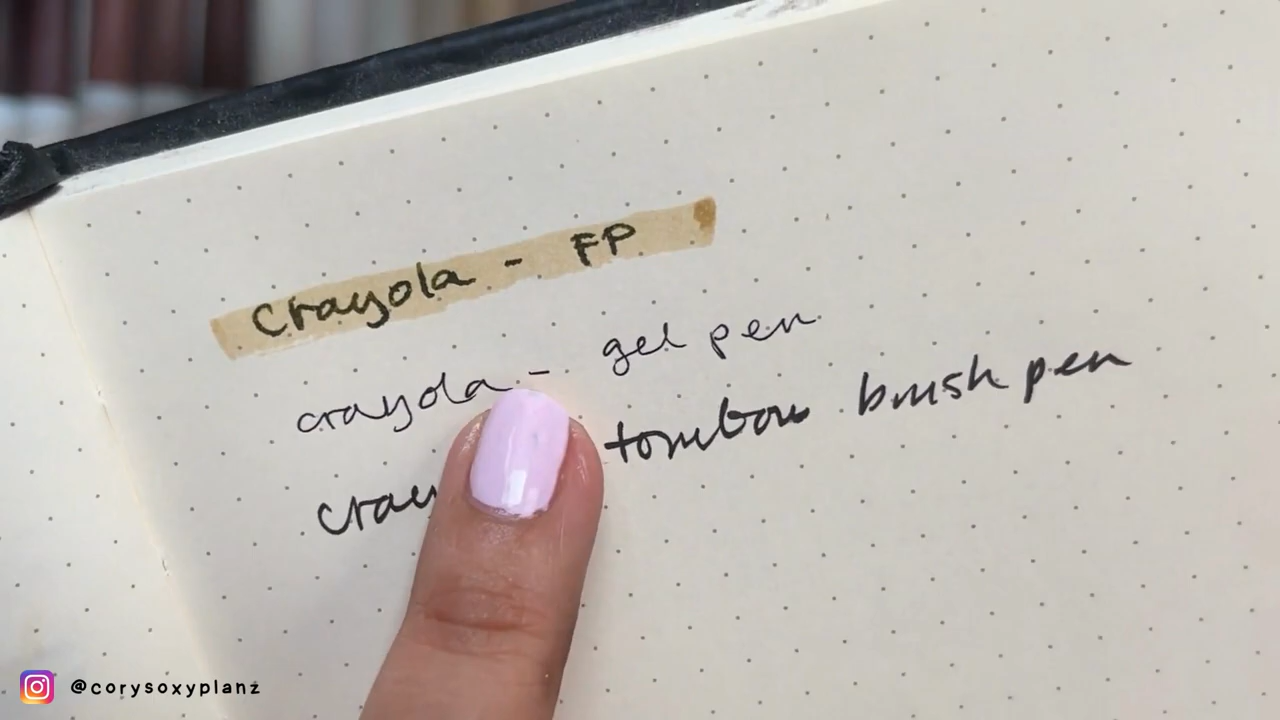 crayola - FP
crayola - gel pen
tombow brush pen
@corysoxyplanz